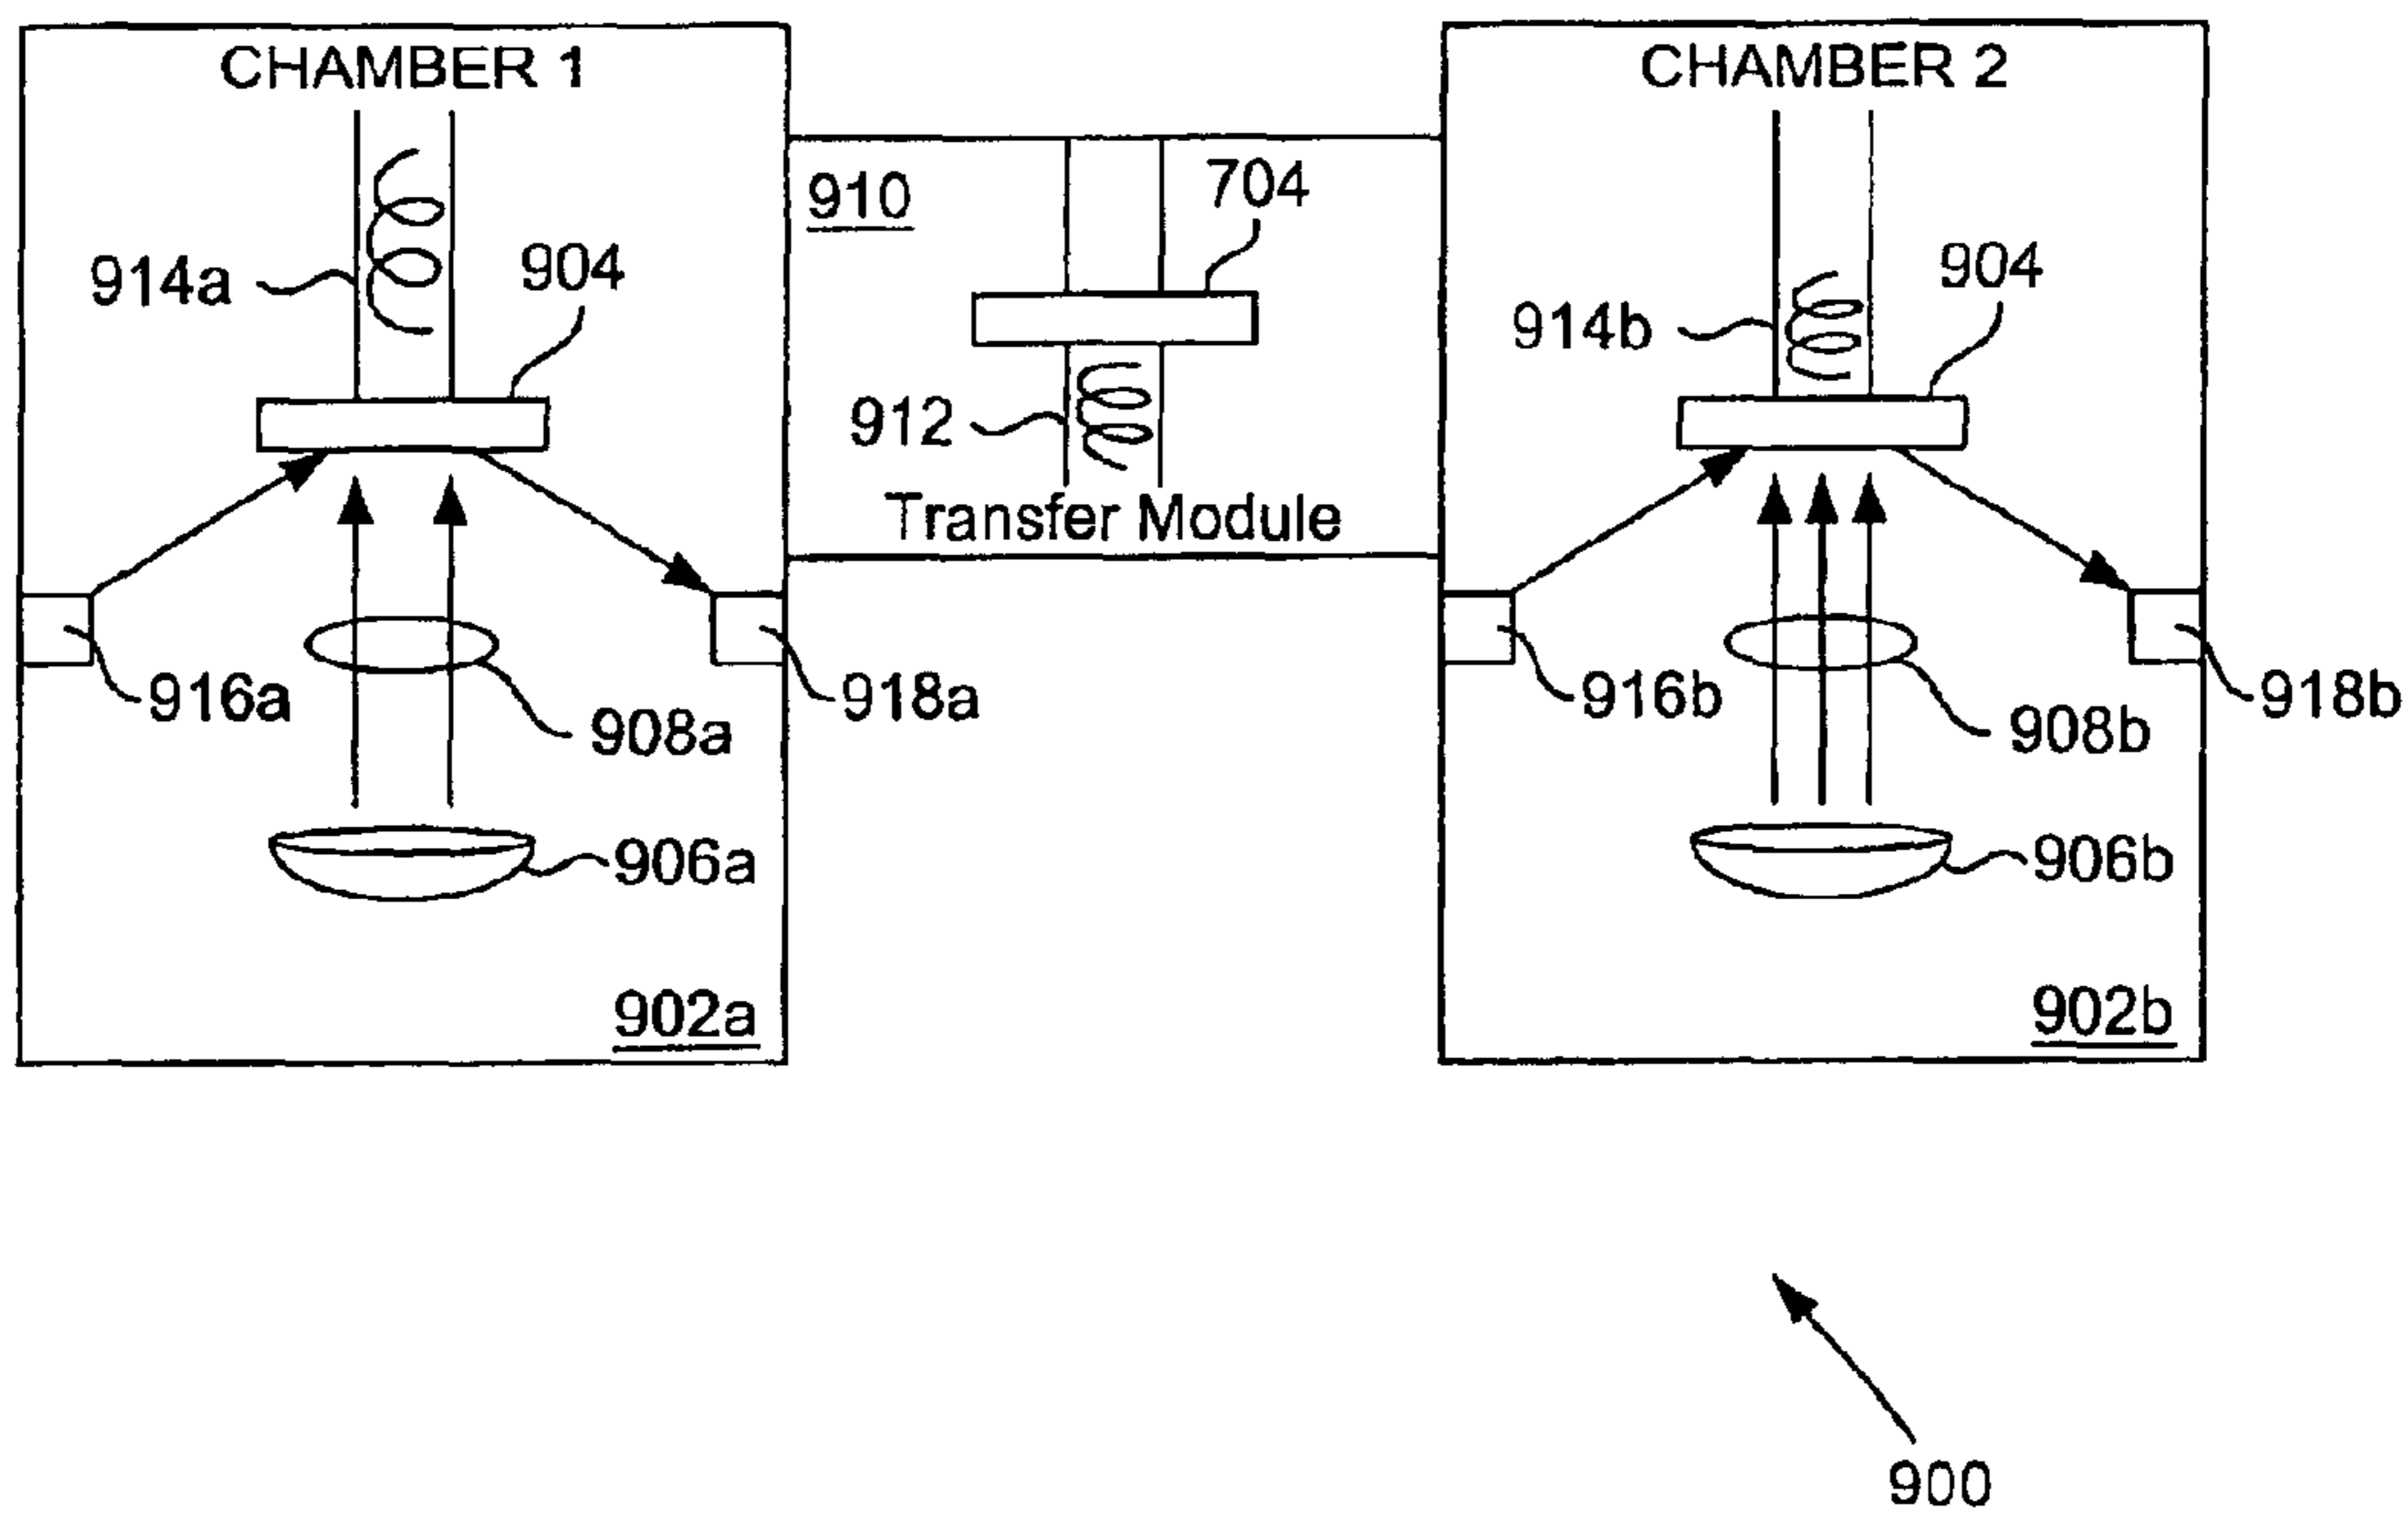 CHAMBER 1
CHAMBER 2
910
704
914a
904
914b
904
912
Transfer Module
916a
908a
918a
916b
908b
918b
906a
906b
902a
902b
900